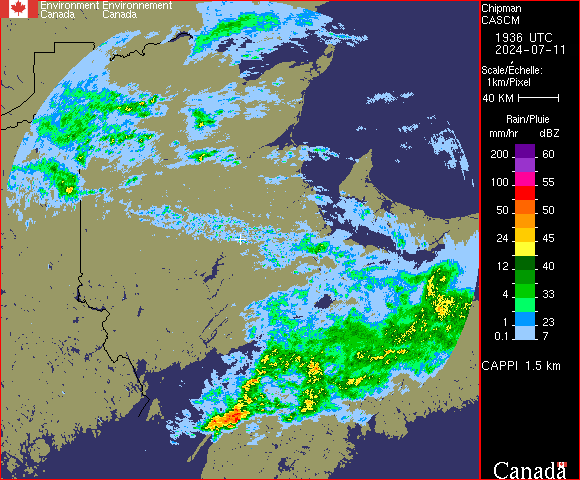 Environment Environnement
Canada Canada
Chipman
CASCM
1936 UTC
2024-07-11
Scale/Échelle:
1km/Pixel
40 KM
Rain/Pluie
mm/hr dBZ
200 60
100 55
50 50
24 45
12 40
4 33
1 23
0.1 7
CAPPI 1.5 km
Canada